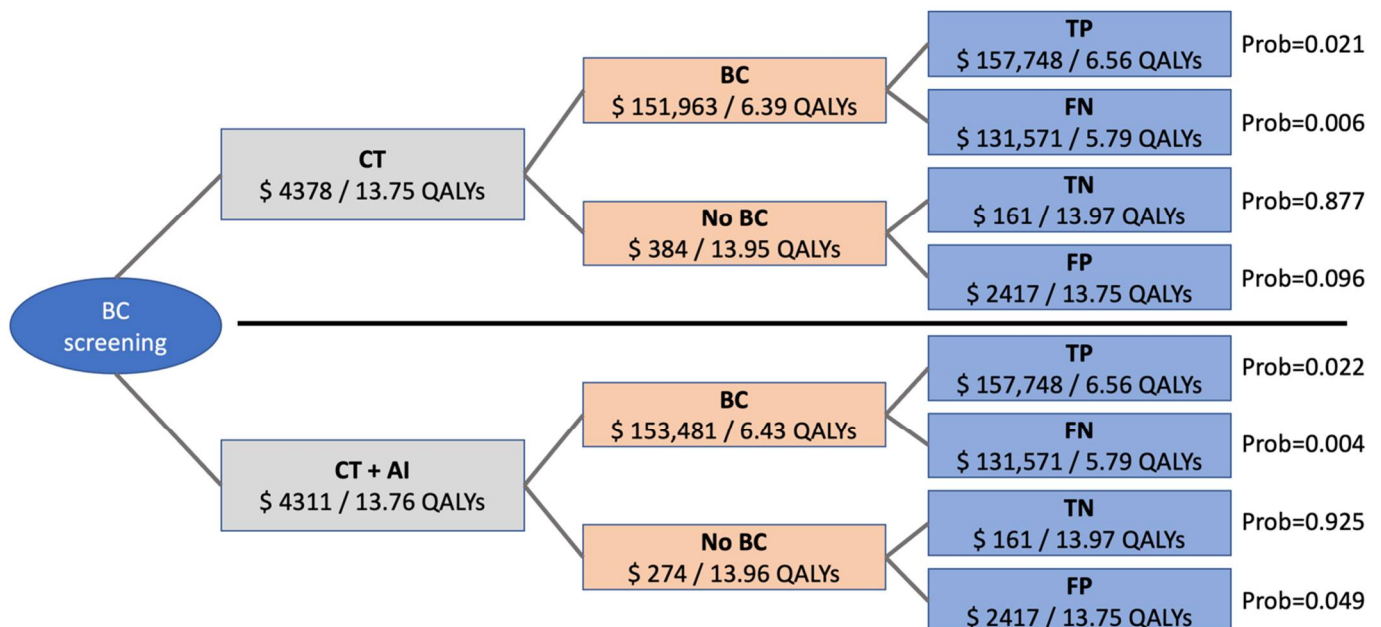 BC
screening
CT
$ 4378 / 13.75 QALYs
BC
$ 151,963 / 6.39 QALYs
TP
$ 157,748 / 6.56 QALYs
Prob=0.021
FN
$ 131,571 / 5.79 QALYs
Prob=0.006
No BC
$ 384 / 13.95 QALYs
TN
$ 161 / 13.97 QALYs
Prob=0.877
FP
$ 2417 / 13.75 QALYs
Prob=0.096
CT + AI
$ 4311 / 13.76 QALYs
BC
$ 153,481 / 6.43 QALYs
TP
$ 157,748 / 6.56 QALYs
Prob=0.022
FN
$ 131,571 / 5.79 QALYs
Prob=0.004
No BC
$ 274 / 13.96 QALYs
TN
$ 161 / 13.97 QALYs
Prob=0.925
FP
$ 2417 / 13.75 QALYs
Prob=0.049